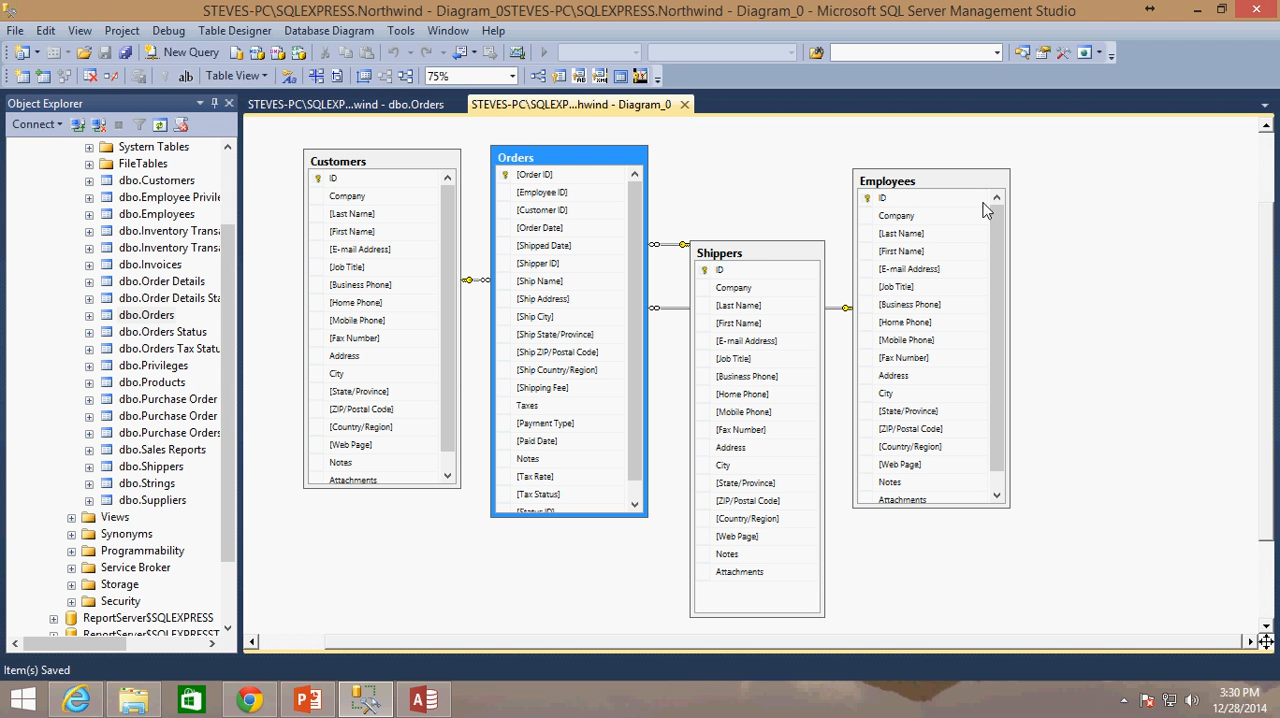 STEVES-PC\SQLEXPRESS.Northwind - Diagram_0STEVES-PC\SQLEXPRESS.Northwind - Diagram_0 - Microsoft SQL Server Management Studio
File Edit View Project Debug Table Designer Database Diagram Tools Window Help
New Query
ab Table View 75%
Object Explorer
Connect
System Tables
FileTables
dbo.Customers
dbo.Employee Privile
dbo.Employees
dbo.Inventory Transa
dbo.Inventory Transa
dbo.Invoices
dbo.Order Details
dbo.Order Details Sta
dbo.Orders
dbo.Orders Status
dbo.Orders Tax Statu
dbo.Privileges
dbo.Products
dbo.Purchase Order
dbo.Purchase Order
dbo.Purchase Orders
dbo.Sales Reports
dbo.Shippers
dbo.Strings
dbo.Suppliers
Views
Synonyms
Programmability
Service Broker
Storage
Security
ReportServer$SQLEXPRESS
ReportServer$SQLEXPRESST
STEVES-PC\SQLEXP...wind - dbo.Orders
STEVES-PC\SQLEXP...hwind - Diagram_0
Customers
ID
Company
[Last Name]
[First Name]
[E-mail Address]
[Job Title]
[Business Phone]
[Home Phone]
[Mobile Phone]
[Fax Number]
Address
City
[State/Province]
[ZIP/Postal Code]
[Country/Region]
[Web Page]
Notes
Attachments
Orders
[Order ID]
[Employee ID]
[Customer ID]
[Order Date]
[Shipped Date]
[Shipper ID]
[Ship Name]
[Ship Address]
[Ship City]
[Ship State/Province]
[Ship ZIP/Postal Code]
[Ship Country/Region]
[Shipping Fee]
Taxes
[Payment Type]
[Paid Date]
Notes
[Tax Rate]
[Tax Status]
[Status ID]
Shippers
ID
Company
[Last Name]
[First Name]
[E-mail Address]
[Job Title]
[Business Phone]
[Home Phone]
[Mobile Phone]
[Fax Number]
Address
City
[State/Province]
[ZIP/Postal Code]
[Country/Region]
[Web Page]
Notes
Attachments
Employees
ID
Company
[Last Name]
[First Name]
[E-mail Address]
[Job Title]
[Business Phone]
[Home Phone]
[Mobile Phone]
[Fax Number]
Address
City
[State/Province]
[ZIP/Postal Code]
[Country/Region]
[Web Page]
Notes
Attachments
Item(s) Saved
3:30 PM
12/28/2014